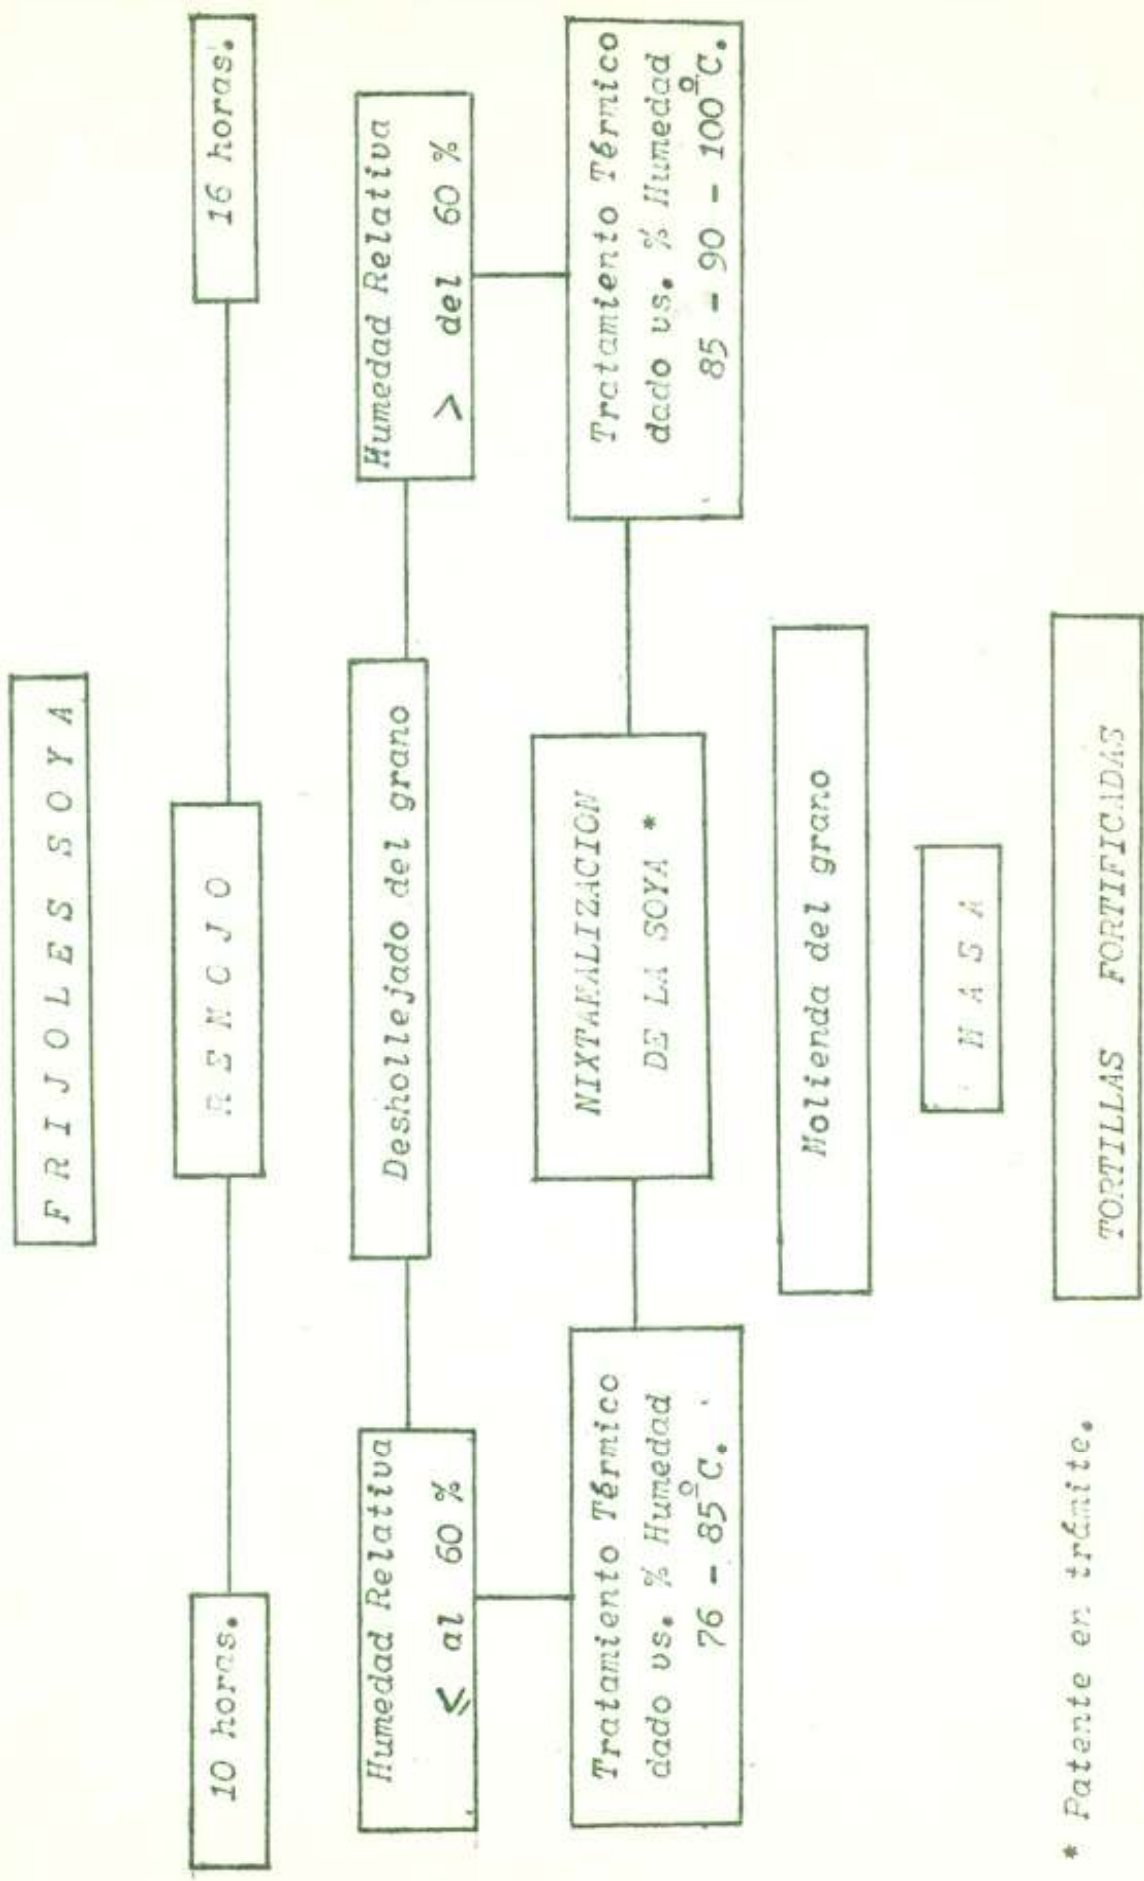 FRIJOLES SOYA
10 horas.
REMOJO
16 horas.
Humedad Relativa
≤ al 60 %
Deshollejado del grano
Humedad Relativa
> del 60 %
Tratamiento Térmico
dado vs. % Humedad
76 - 85°C.
NIXTAMALIZACION
DE LA SOYA *
Tratamiento Térmico
dado vs. % Humedad
85 - 90 - 100°C.
Molienda del grano
MASA
TORTILLAS FORTIFICADAS
* Patente en trámite.